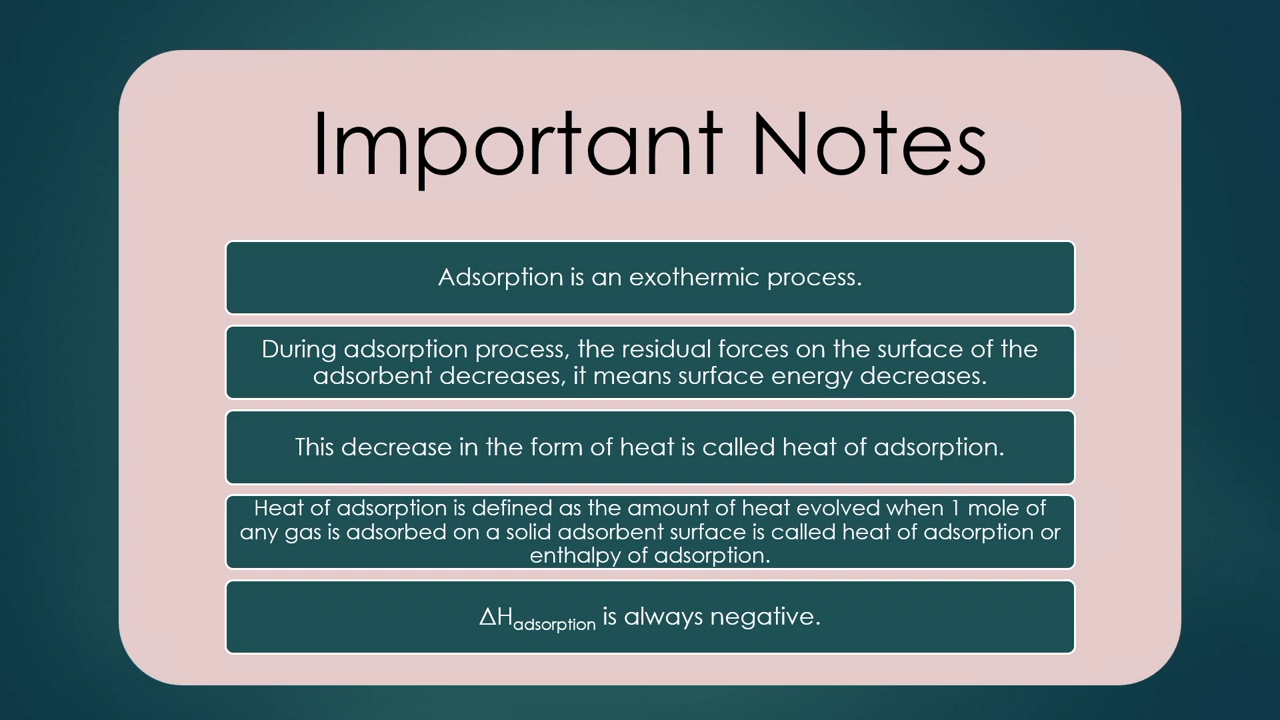 Important Notes
Adsorption is an exothermic process.
During adsorption process, the residual forces on the surface of the
adsorbent decreases, it means surface energy decreases.
This decrease in the form of heat is called heat of adsorption.
Heat of adsorption is defined as the amount of heat evolved when 1 mole of
any gas is adsorbed on a solid adsorbent surface is called heat of adsorption or
enthalpy of adsorption.
ΔHadsorption is always negative.